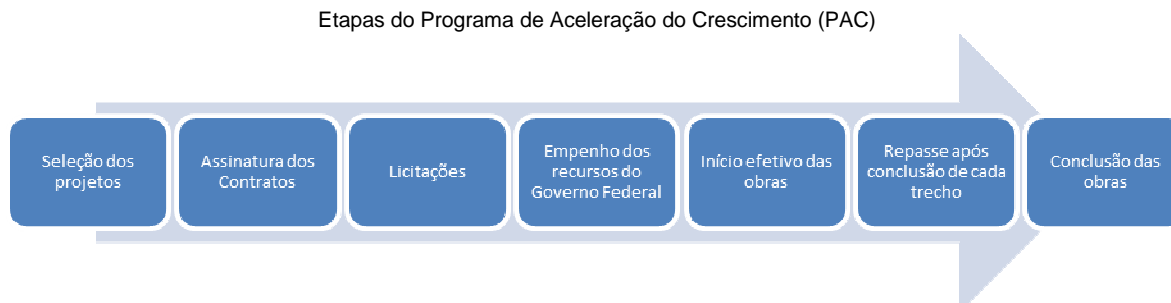 Etapas do Programa de Aceleração do Crescimento (PAC)
Seleção dos
projetos
Assinatura dos
Contratos
Licitações
Empenho dos
recursos do
Governo Federal
Início efetivo das
obras
Repasse após
conclusão de cada
trecho
Conclusão das
obras